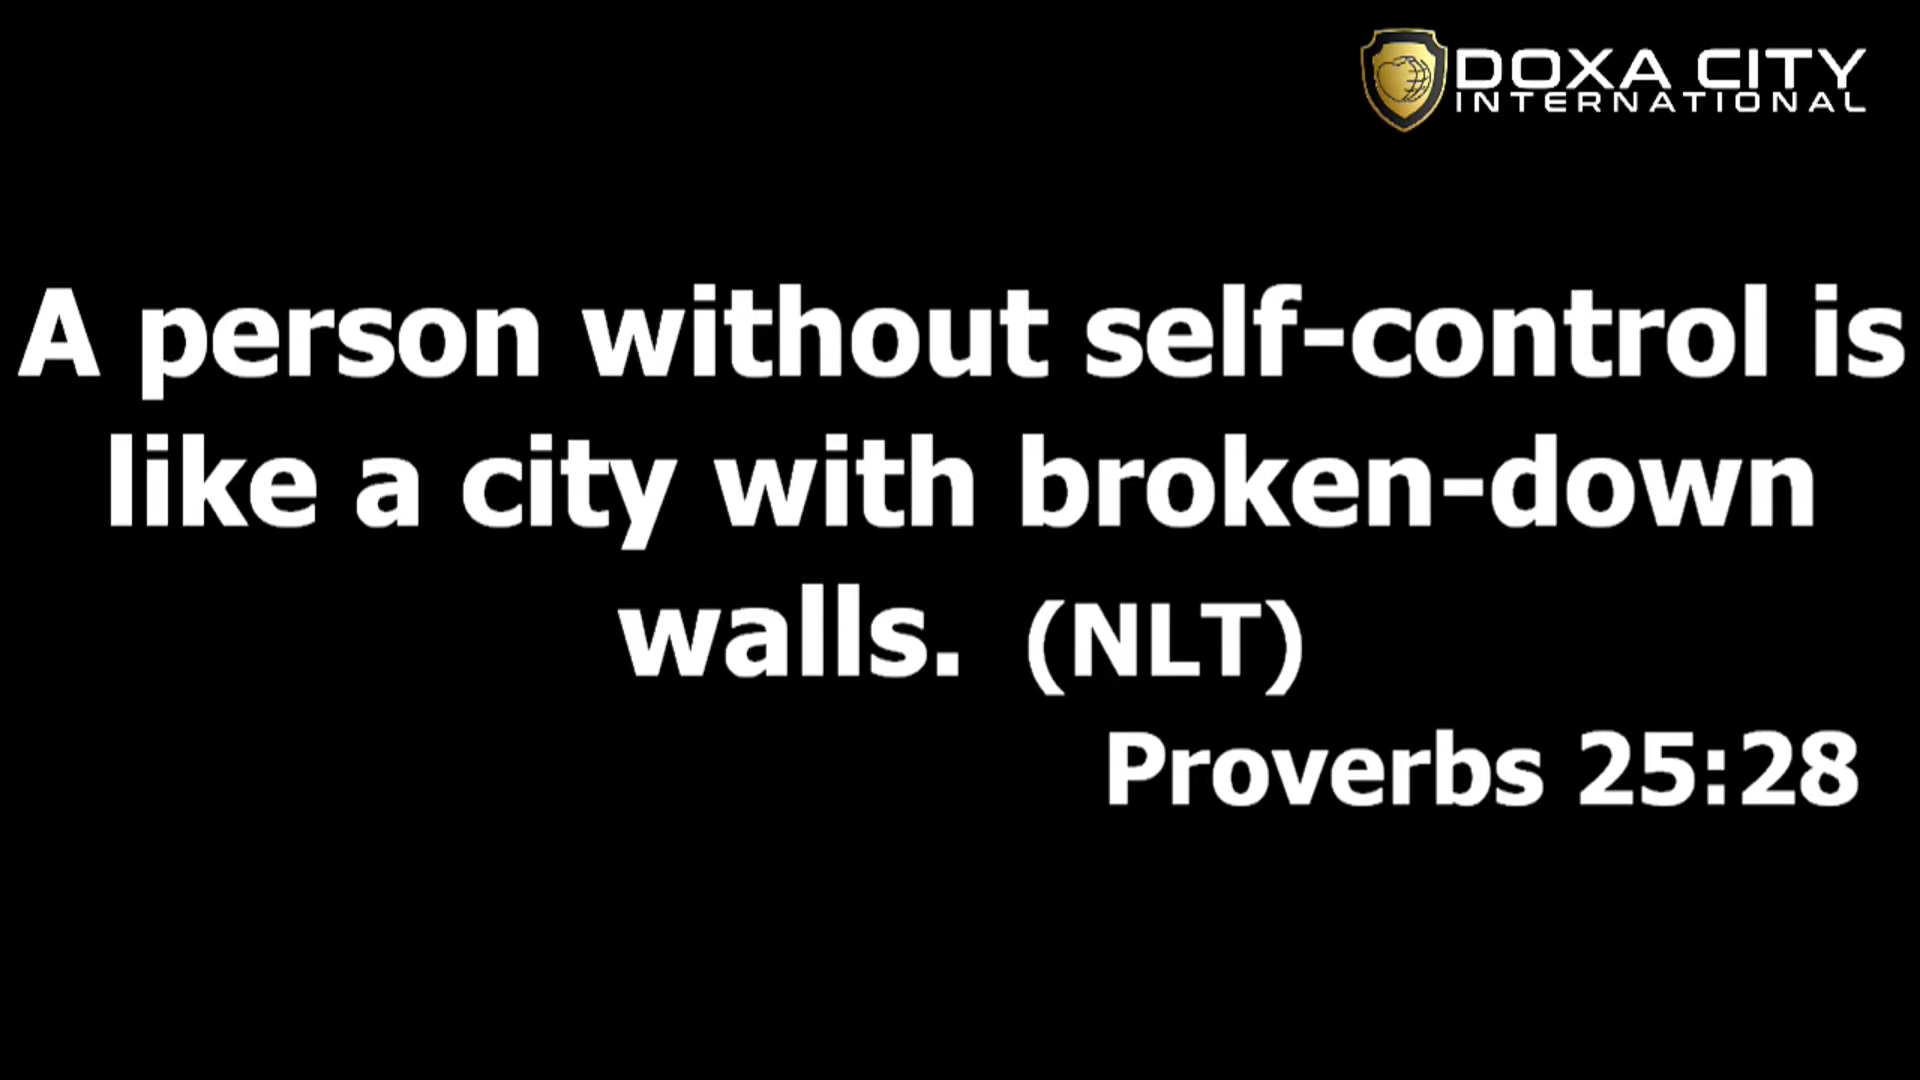 DOXA CITY
INTERNATIONAL
A person without self-control is
like a city with broken-down
walls. (NLT)
Proverbs 25:28